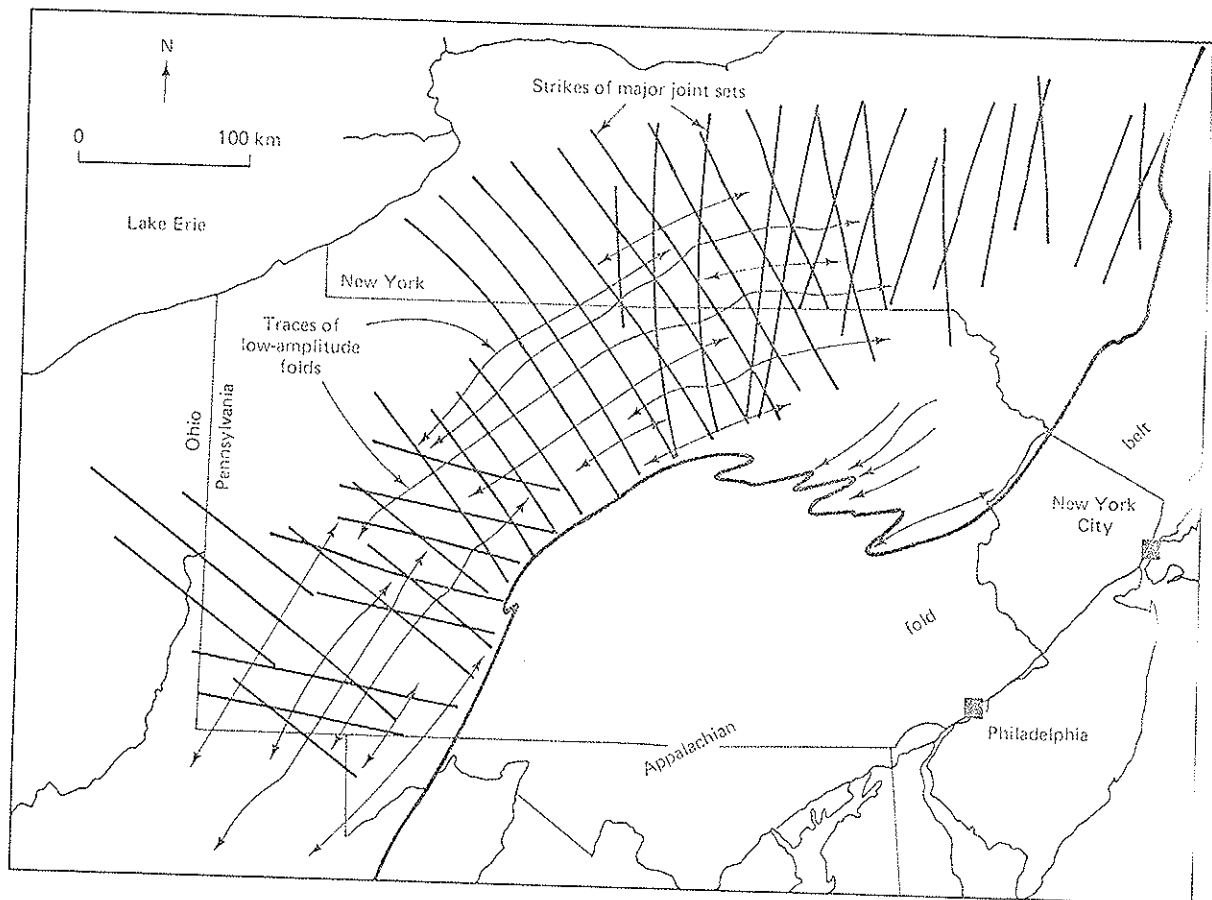 N
0 100 km
Strikes of major joint sets
Lake Erie
New York
Traces of
low-amplitude
folds
Ohio
Pennsylvania
belt
New York
City
fold
Philadelphia
Appalachian